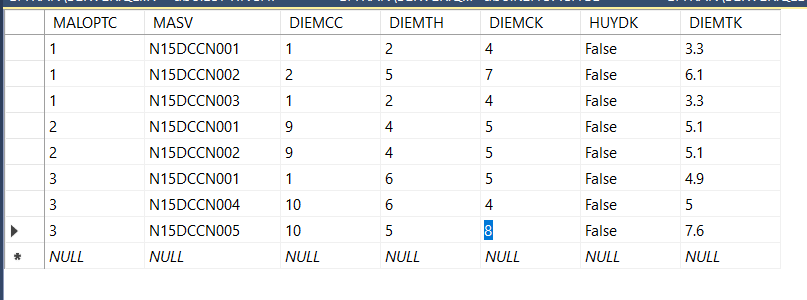 MALOPTC MASV DIEMCC DIEMTH DIEMCK HUYDK DIEMTK
1 N15DCCN001 1 2 4 False 3.3
1 N15DCCN002 2 5 7 False 6.1
1 N15DCCN003 1 2 4 False 3.3
2 N15DCCN001 9 4 5 False 5.1
2 N15DCCN002 9 4 5 False 5.1
3 N15DCCN001 1 6 5 False 4.9
3 N15DCCN004 10 6 4 False 5
3 N15DCCN005 10 5 8 False 7.6
* NULL NULL NULL NULL NULL NULL NULL